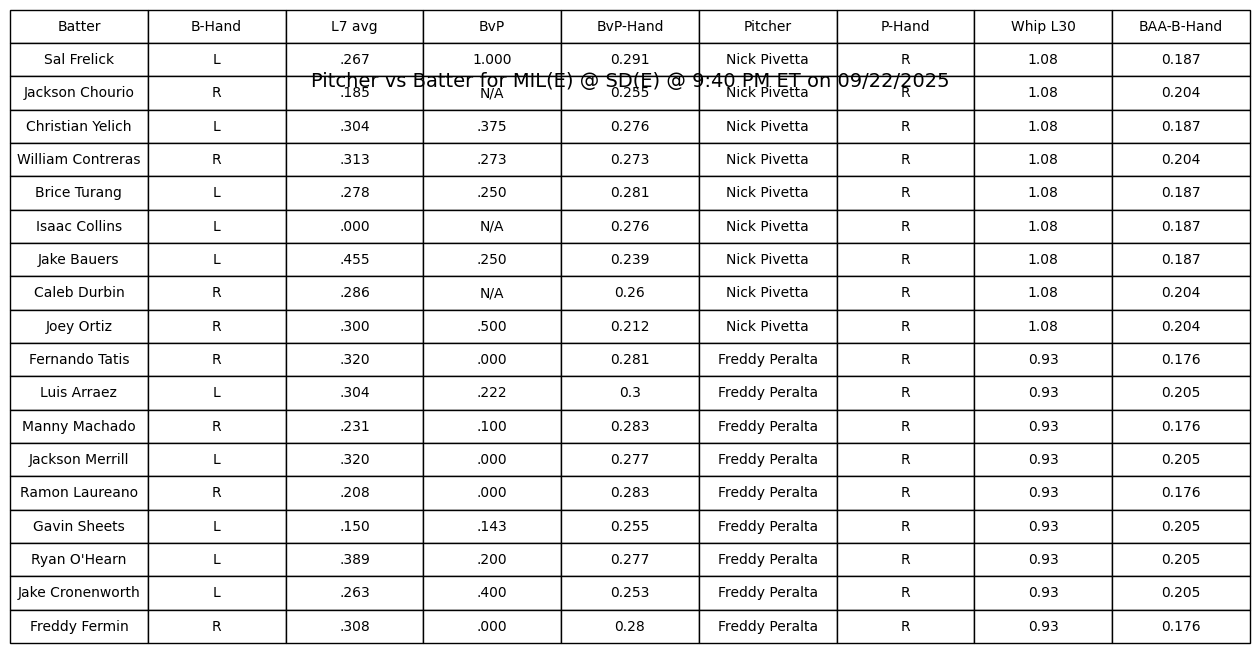 Batter B-Hand L7 avg BvP BvP-Hand Pitcher P-Hand Whip L30 BAA-B-Hand
Sal Frelick L .267 1.000 0.291 Nick Pivetta R 1.08 0.187
Pitcher vs Batter for MIL(E) @ SD(E) @ 9:40 PM ET on 09/22/2025
Jackson Chourio R .185 N/A 0.255 Nick Pivetta R 1.08 0.204
Christian Yelich L .304 .375 0.276 Nick Pivetta R 1.08 0.187
William Contreras R .313 .273 0.273 Nick Pivetta R 1.08 0.204
Brice Turang L .278 .250 0.281 Nick Pivetta R 1.08 0.187
Isaac Collins L .000 N/A 0.276 Nick Pivetta R 1.08 0.187
Jake Bauers L .455 .250 0.239 Nick Pivetta R 1.08 0.187
Caleb Durbin R .286 N/A 0.26 Nick Pivetta R 1.08 0.204
Joey Ortiz R .300 .500 0.212 Nick Pivetta R 1.08 0.204
Fernando Tatis R .320 .000 0.281 Freddy Peralta R 0.93 0.176
Luis Arraez L .304 .222 0.3 Freddy Peralta R 0.93 0.205
Manny Machado R .231 .100 0.283 Freddy Peralta R 0.93 0.176
Jackson Merrill L .320 .000 0.277 Freddy Peralta R 0.93 0.205
Ramon Laureano R .208 .000 0.283 Freddy Peralta R 0.93 0.176
Gavin Sheets L .150 .143 0.255 Freddy Peralta R 0.93 0.205
Ryan O'Hearn L .389 .200 0.277 Freddy Peralta R 0.93 0.205
Jake Cronenworth L .263 .400 0.253 Freddy Peralta R 0.93 0.205
Freddy Fermin R .308 .000 0.28 Freddy Peralta R 0.93 0.176